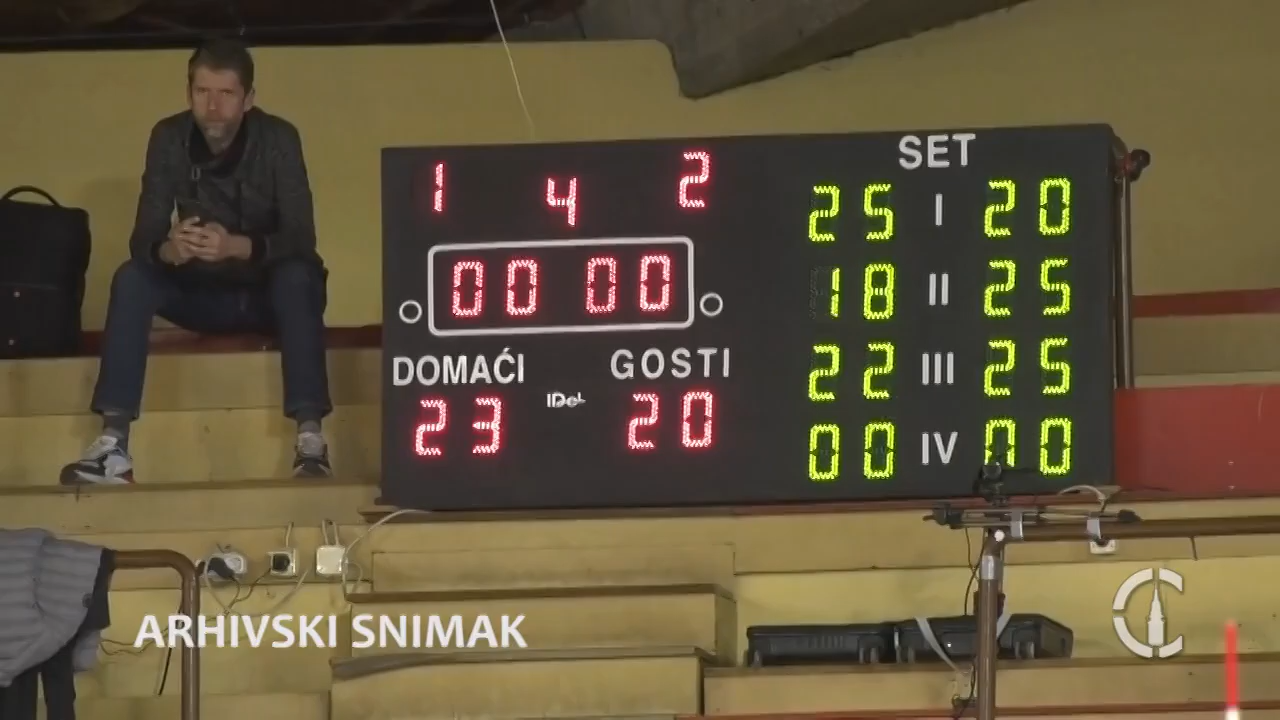 1 4 2
SET
25 I 20
00 00
18 II 25
DOMAĆI GOSTI
22 III 25
IDeL
23 20
00 IV 00
ARHIVSKI SNIMAK